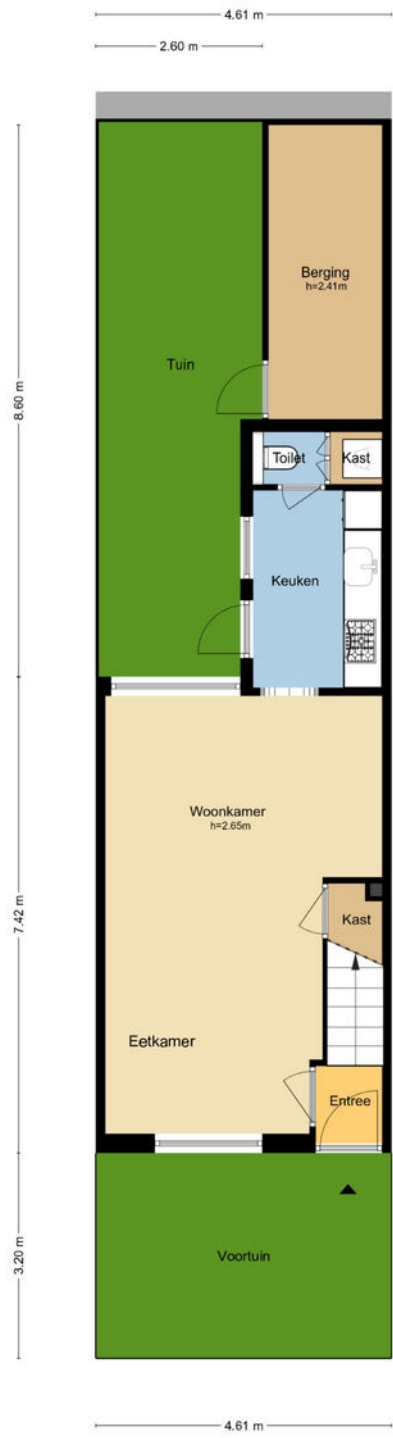 4.61 m
2.60 m
Berging
h=2.41m
Tuin
8.60 m
Toilet
Kast
Keuken
Woonkamer
h=2.65m
7.42 m
Kast
Eetkamer
Entree
3.20 m
Voortuin
4.61 m